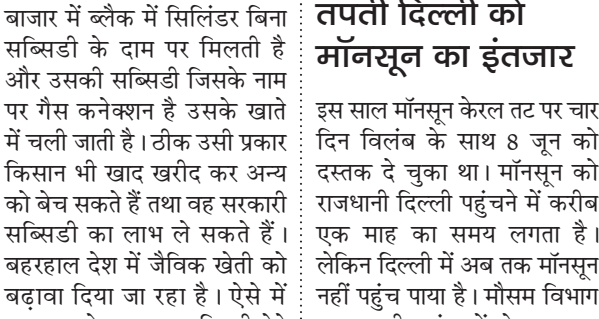 बाजार में ब्लैक में सिलिंडर बिना
सब्सिडी के दाम पर मिलती है
और उसकी सब्सिडी जिसके नाम
पर गैस कनेक्शन है उसके खाते
में चली जाती है। ठीक उसी प्रकार
किसान भी खाद खरीद कर अन्य
को बेच सकते हैं तथा वह सरकारी
सब्सिडी का लाभ ले सकते हैं।
बहरहाल देश में जैविक खेती को
बढ़ावा दिया जा रहा है। ऐसे में
तपती दिल्ली को
मॉनसून का इंतजार
इस साल मॉनसून केरल तट पर चार
दिन विलंब के साथ 8 जून को
दस्तक दे चुका था। मॉनसून को
राजधानी दिल्ली पहुंचने में करीब
एक माह का समय लगता है।
लेकिन दिल्ली में अब तक मॉनसून
नहीं पहुंच पाया है। मौसम विभाग